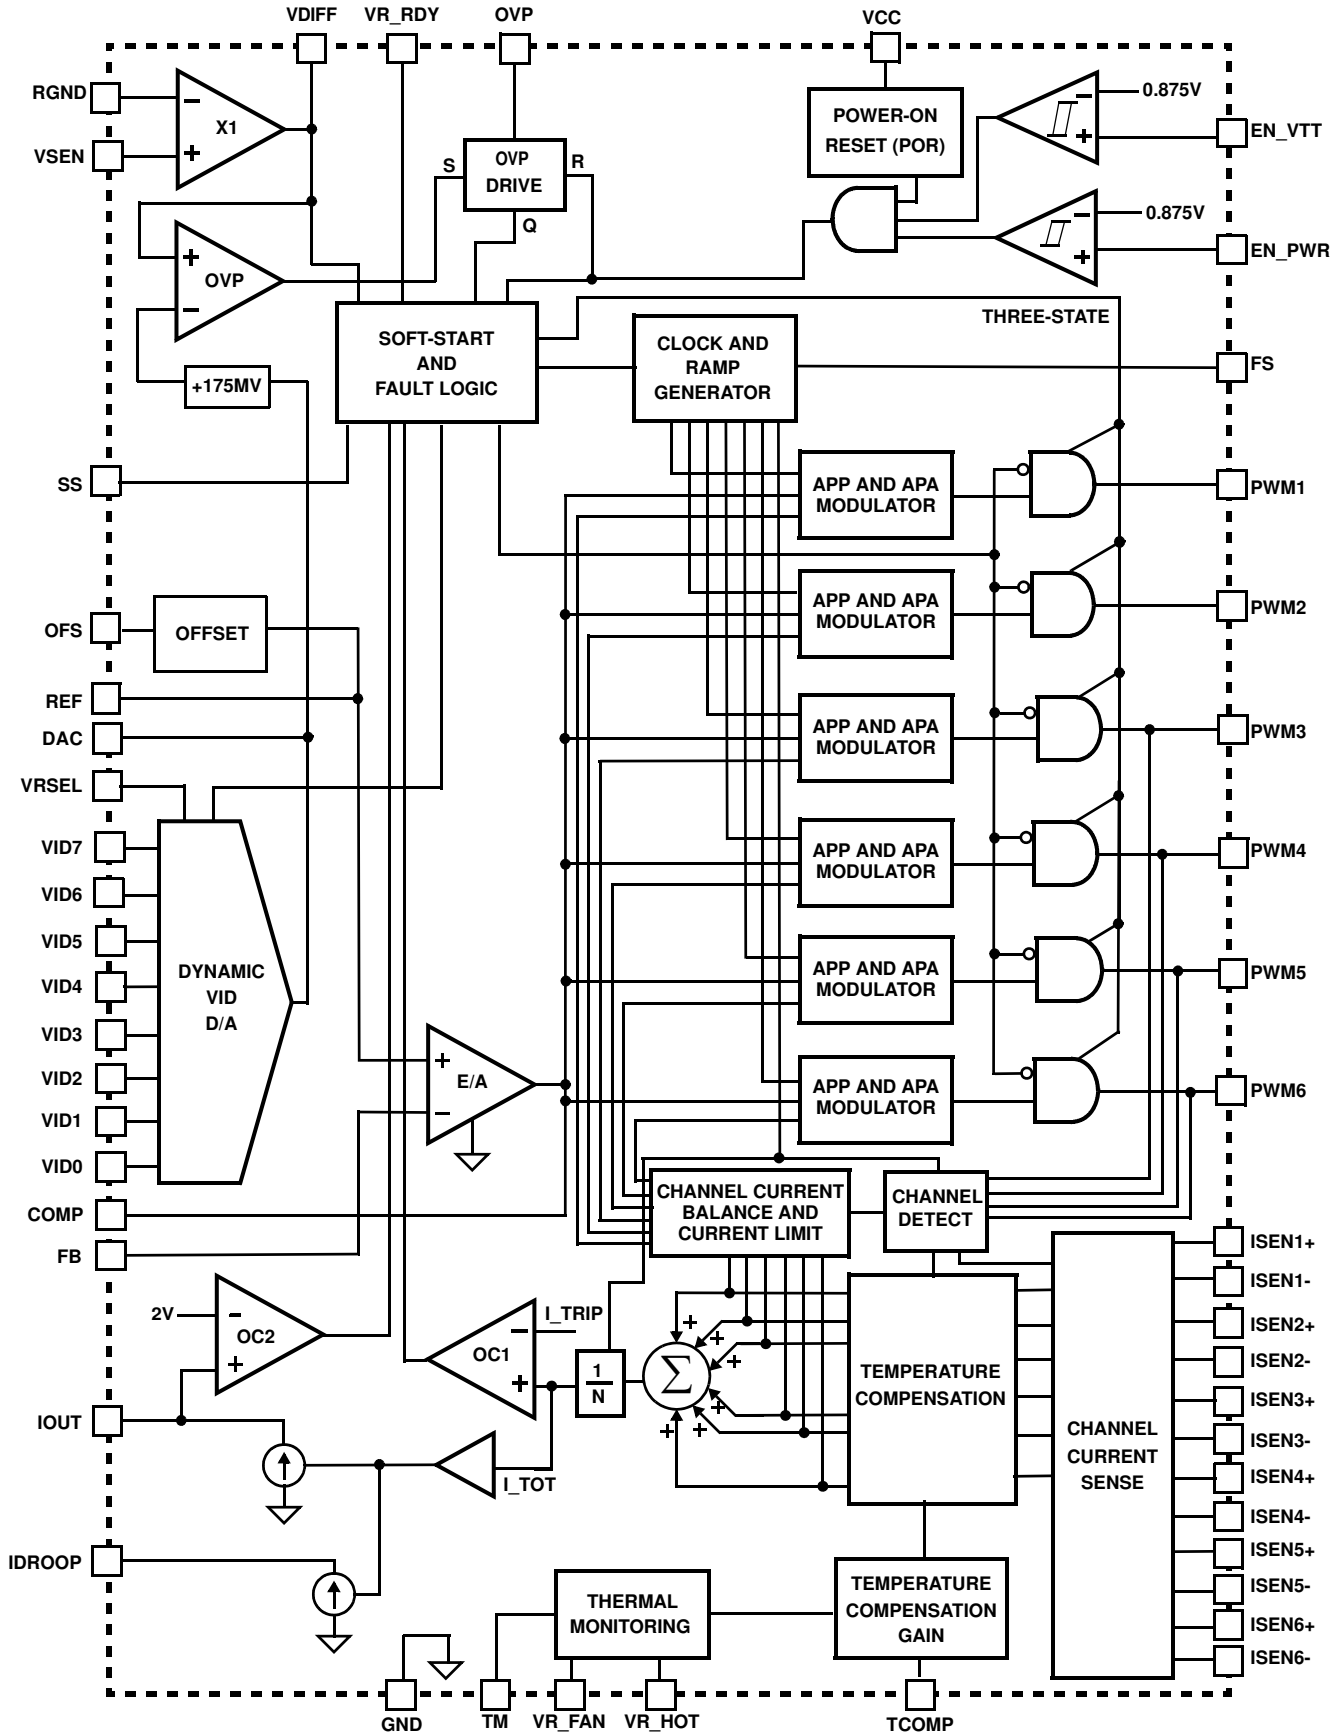 VDIFF
VR_RDY
OVP
VCC
RGND
X1
VSEN
POWER-ON
RESET (POR)
0.875V
EN_VTT
S
OVP
DRIVE
R
Q
0.875V
EN_PWR
OVP
+175MV
SOFT-START
AND
FAULT LOGIC
CLOCK AND
RAMP
GENERATOR
THREE-STATE
FS
SS
APP AND APA
MODULATOR
PWM1
OFS
OFFSET
APP AND APA
MODULATOR
PWM2
REF
DAC
APP AND APA
MODULATOR
PWM3
VRSEL
VID7
VID6
VID5
VID4
VID3
VID2
VID1
VID0
DYNAMIC
VID
D/A
APP AND APA
MODULATOR
PWM4
APP AND APA
MODULATOR
PWM5
E/A
APP AND APA
MODULATOR
PWM6
COMP
FB
CHANNEL CURRENT
BALANCE AND
CURRENT LIMIT
CHANNEL
DETECT
2V
OC2
I_TRIP
OC1
1
N
Σ
TEMPERATURE
COMPENSATION
CHANNEL
CURRENT
SENSE
ISEN1+
ISEN1-
ISEN2+
ISEN2-
ISEN3+
ISEN3-
ISEN4+
ISEN4-
ISEN5+
ISEN5-
ISEN6+
ISEN6-
IOUT
I_TOT
IDROOP
THERMAL
MONITORING
TEMPERATURE
COMPENSATION
GAIN
GND
TM
VR_FAN
VR_HOT
TCOMP